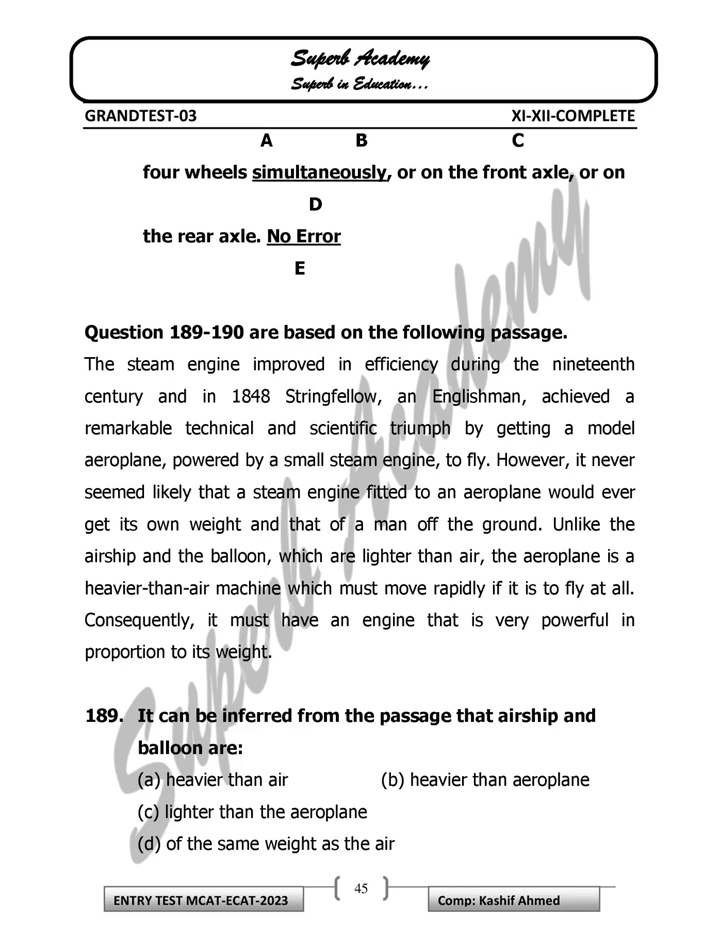 Superb Academy
Superb in Education...
GRANDTEST-03 XI-XII-COMPLETE
A B C
four wheels simultaneously, or on the front axle, or on
D
the rear axle. No Error
E
Question 189-190 are based on the following passage.
The steam engine improved in efficiency during the nineteenth
century and in 1848 Stringfellow, an Englishman, achieved a
remarkable technical and scientific triumph by getting a model
aeroplane, powered by a small steam engine, to fly. However, it never
seemed likely that a steam engine fitted to an aeroplane would ever
get its own weight and that of a man off the ground. Unlike the
airship and the balloon, which are lighter than air, the aeroplane is a
heavier-than-air machine which must move rapidly if it is to fly at all.
Consequently, it must have an engine that is very powerful in
proportion to its weight.
189. It can be inferred from the passage that airship and
balloon are:
(a) heavier than air (b) heavier than aeroplane
(c) lighter than the aeroplane
(d) of the same weight as the air
Superb Academy
ENTRY TEST MCAT-ECAT-2023 45 Comp: Kashif Ahmed